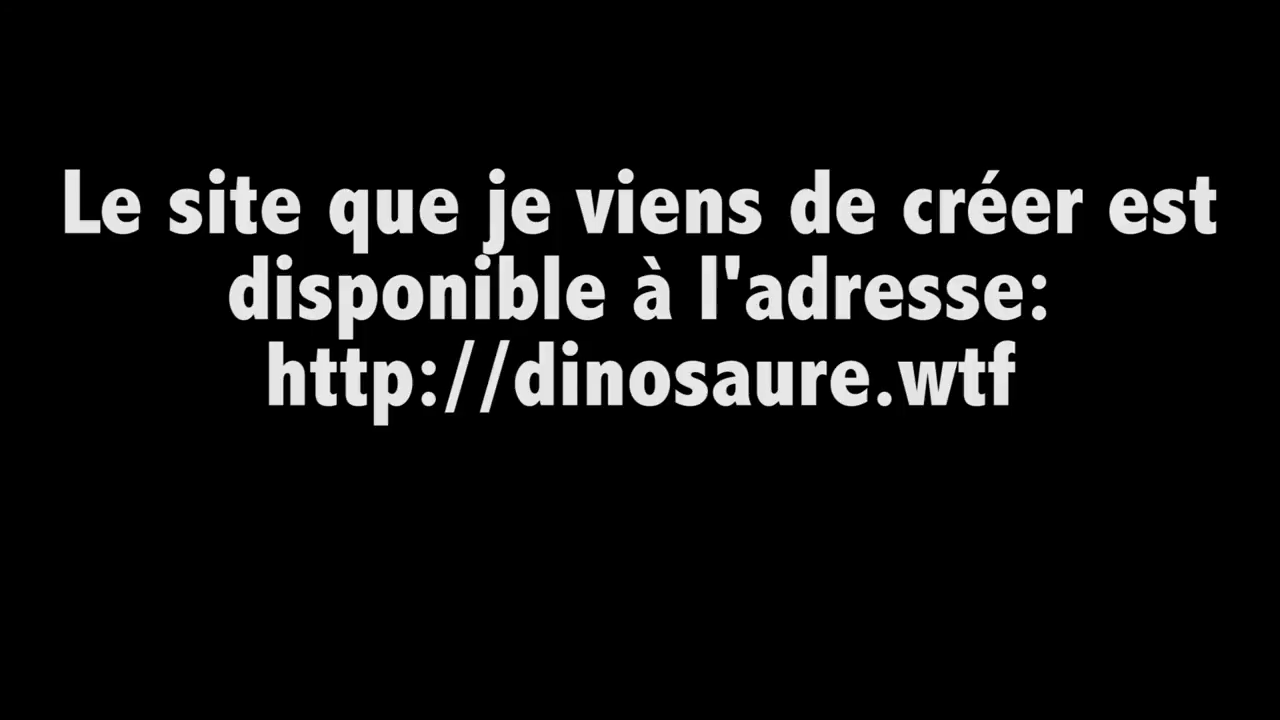 Le site que je viens de créer est
disponible à l'adresse:
http://dinosaure.wtf